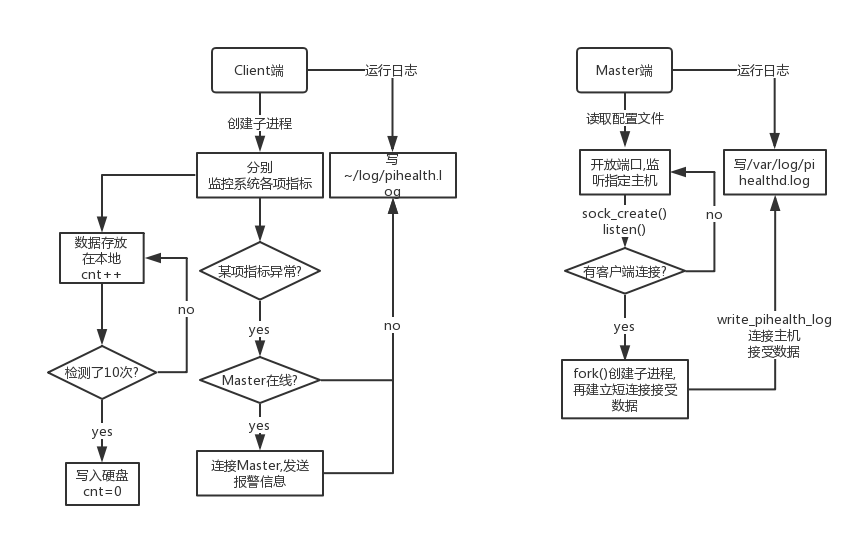 Client端
运行日志
创建子进程
分别
监控系统各项指标
写
~/log/pihealth.l
og
数据存放
在本地
cnt++
某项指标异常?
no
yes
no
检测了10次?
Master在线?
yes
yes
写入硬盘
cnt=0
连接Master,发送
报警信息
Master端
运行日志
读取配置文件
开放端口,监
听指定主机
写/var/log/pi
healthd.log
sock_create()
listen()
no
有客户端连接?
yes
write_pihealth_log
连接主机
接受数据
fork()创建子进程,
再建立短连接接受
数据